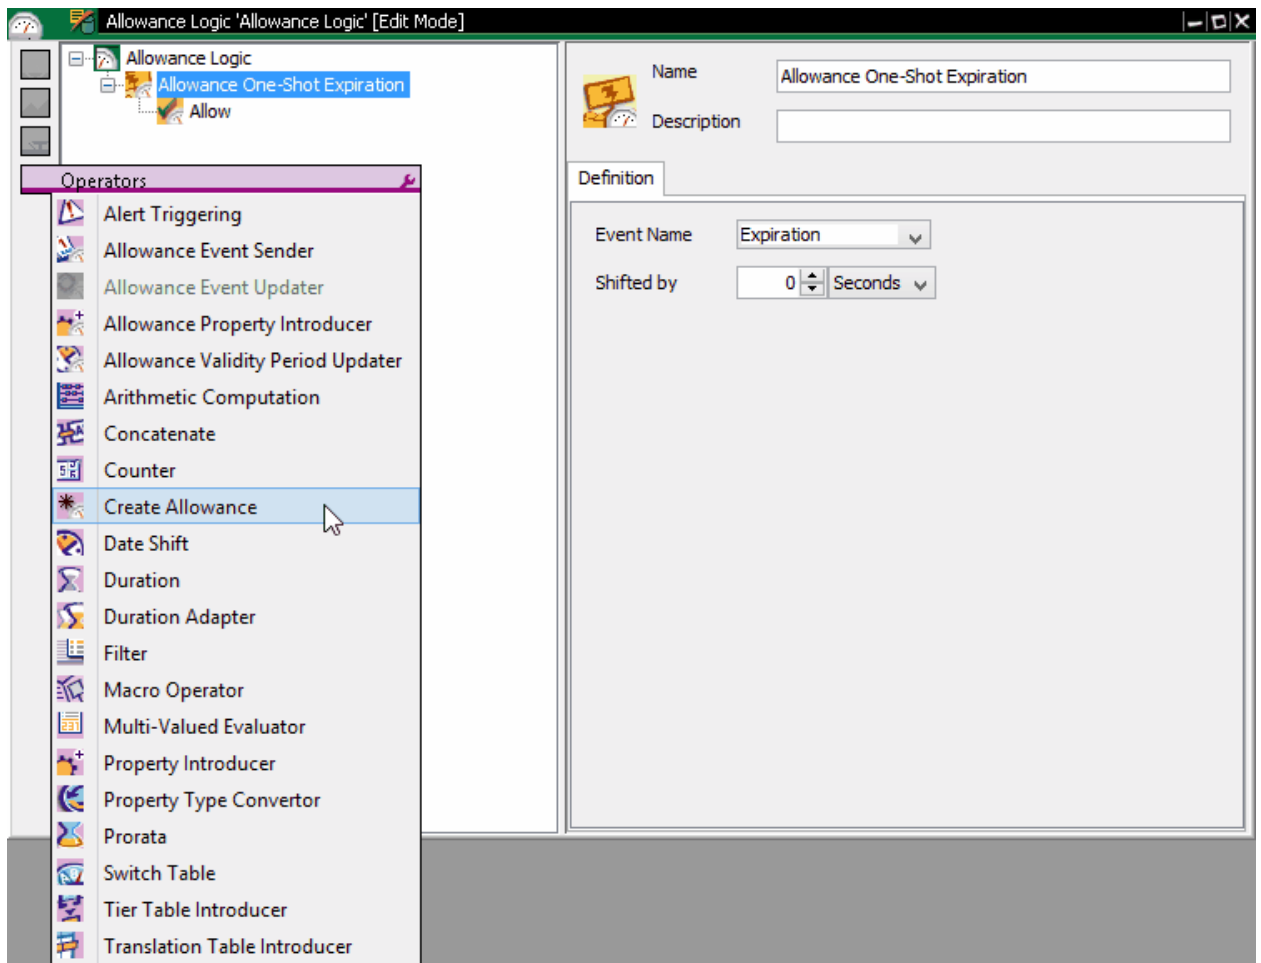 Allowance Logic 'Allowance Logic' [Edit Mode]
Allowance Logic
Allowance One-Shot Expiration
Allow
Name
Allowance One-Shot Expiration
Description
Definition
Event Name
Expiration
Shifted by
0
Seconds
Operators
Alert Triggering
Allowance Event Sender
Allowance Event Updater
Allowance Property Introducer
Allowance Validity Period Updater
Arithmetic Computation
Concatenate
Counter
Create Allowance
Date Shift
Duration
Duration Adapter
Filter
Macro Operator
Multi-Valued Evaluator
Property Introducer
Property Type Convertor
Prorata
Switch Table
Tier Table Introducer
Translation Table Introducer